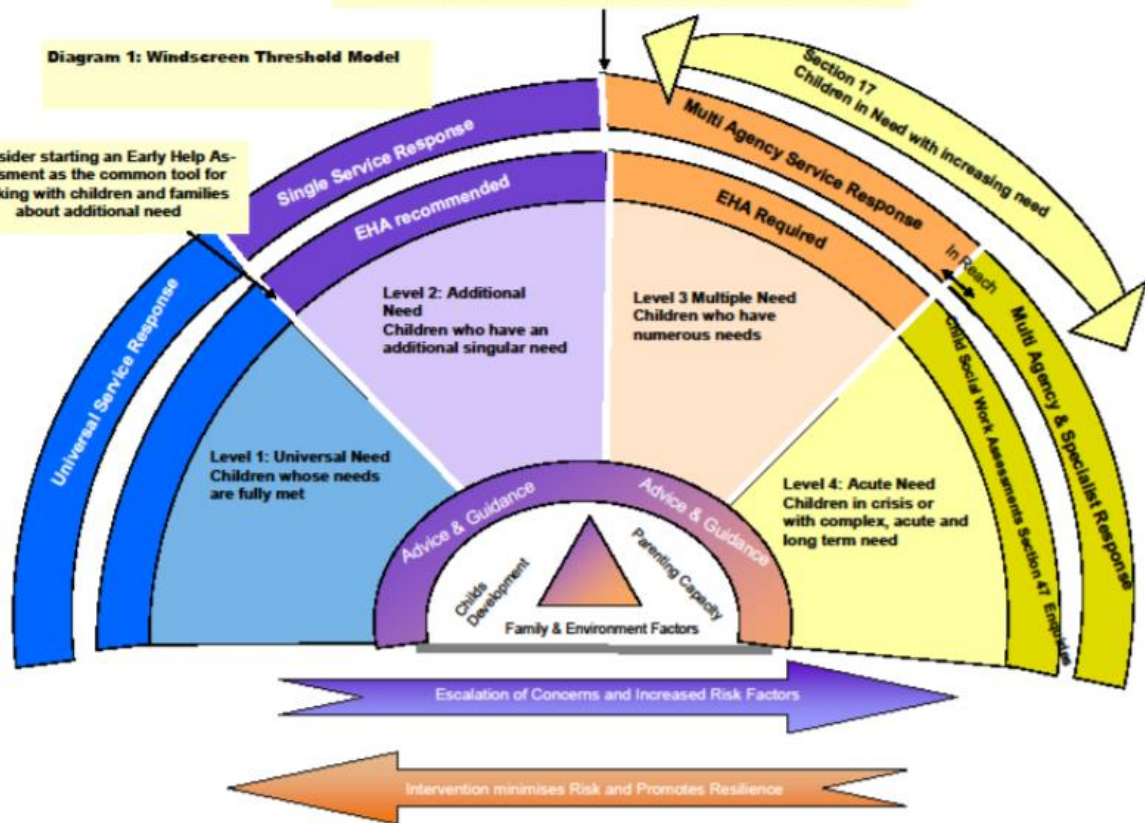 Diagram 1: Windscreen Threshold Model
sider starting an Early Help As-
sment as the common tool for
king with children and families
about additional need
Universal Service Response
Single Service Response
EHA recommended
Multi Agency Service Response
EHA Required
Section 17
Children in Need with increasing need
In Reach
Multi Agency & Specialist Response
Child Social Work Assessments Section 47 Enquiries
Level 1: Universal Need
Children whose needs
are fully met
Level 2: Additional
Need
Children who have an
additional singular need
Level 3 Multiple Need
Children who have
numerous needs
Level 4: Acute Need
Children in crisis or
with complex, acute and
long term need
Advice & Guidance
Advice & Guidance
Childs
Development
Parenting Capacity
Family & Environment Factors
Escalation of Concerns and Increased Risk Factors
Intervention minimises Risk and Promotes Resilience